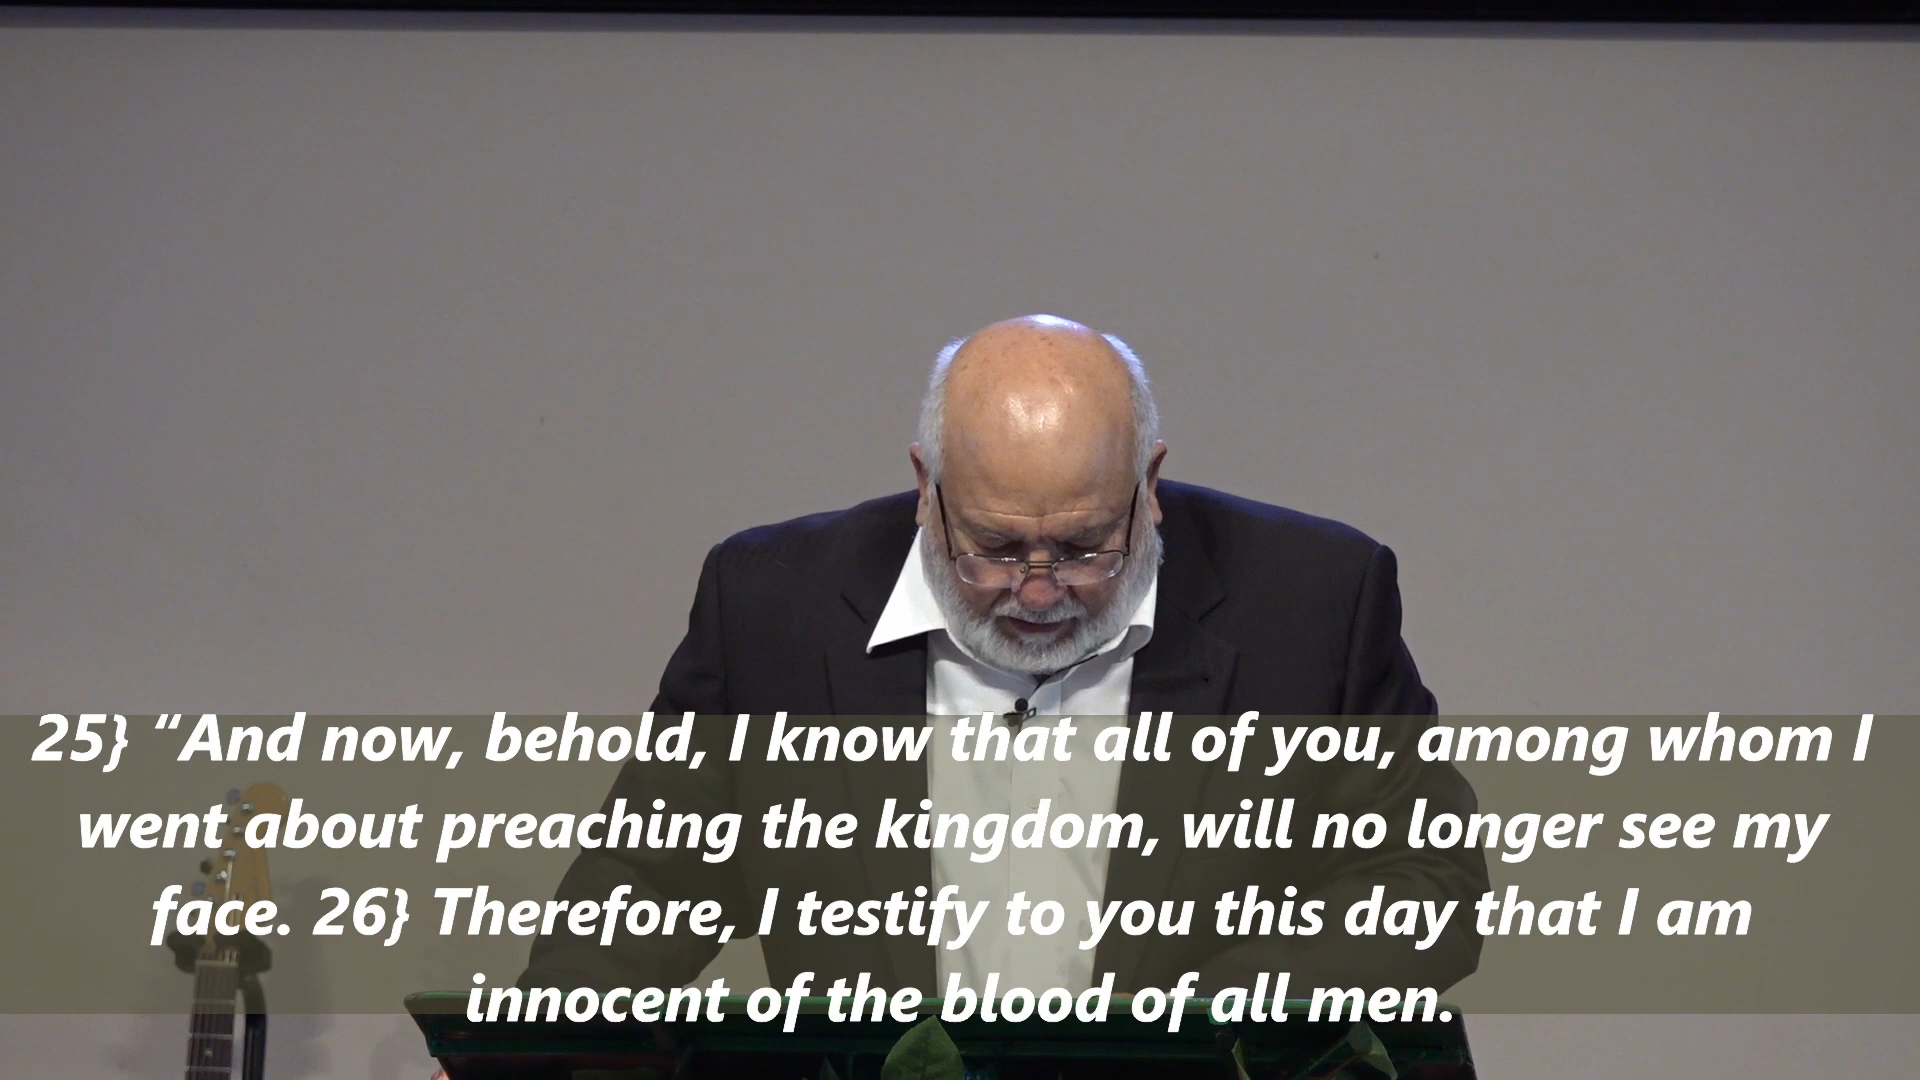 25} “And now, behold, I know that all of you, among whom I
went about preaching the kingdom, will no longer see my
face. 26} Therefore, I testify to you this day that I am
innocent of the blood of all men.